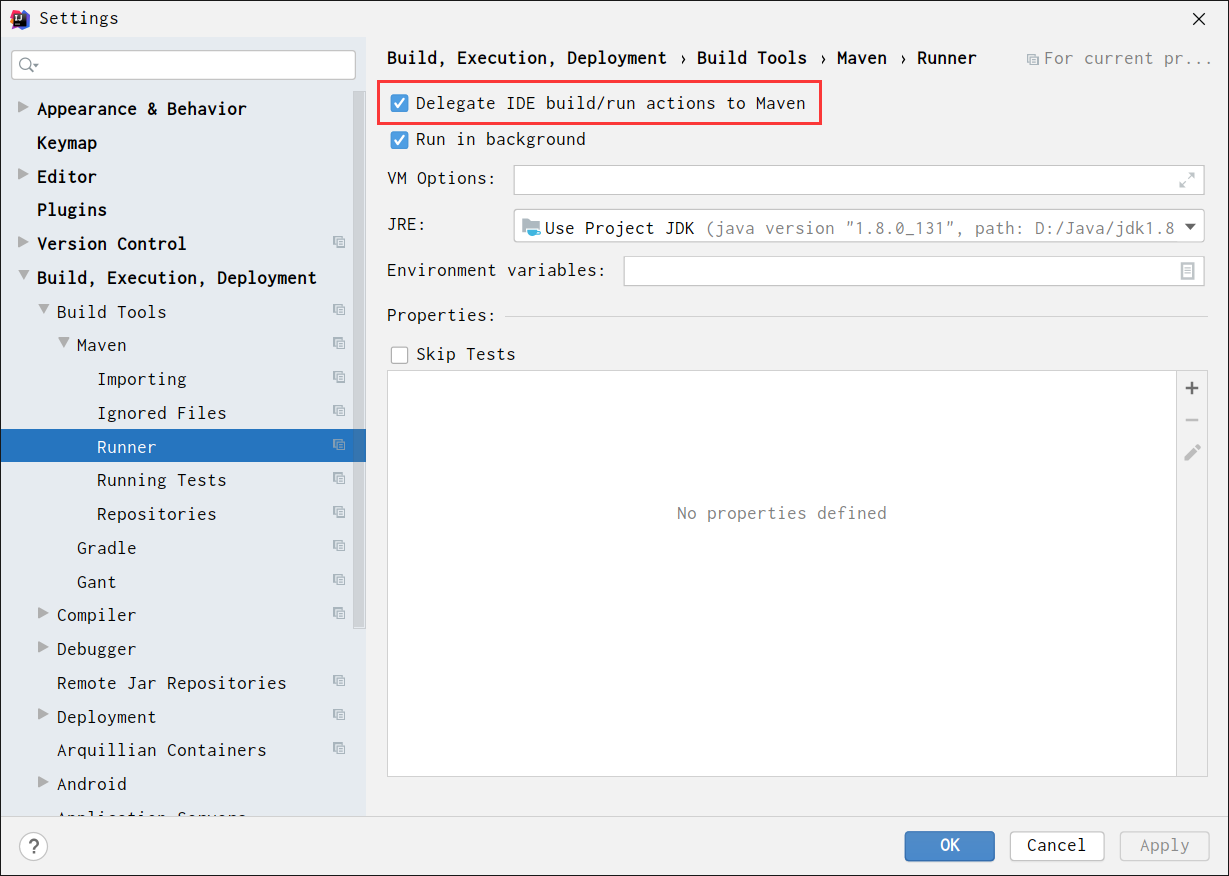 Settings
Appearance & Behavior
Keymap
Editor
Plugins
Version Control
Build, Execution, Deployment
Build Tools
Maven
Importing
Ignored Files
Runner
Running Tests
Repositories
Gradle
Gant
Compiler
Debugger
Remote Jar Repositories
Deployment
Arquillian Containers
Android
Application Servers
Build, Execution, Deployment › Build Tools › Maven › Runner
For current pr...
Delegate IDE build/run actions to Maven
Run in background
VM Options:
JRE:
Use Project JDK (java version "1.8.0_131", path: D:/Java/jdk1.8
Environment variables:
Properties:
Skip Tests
No properties defined
?
OK
Cancel
Apply